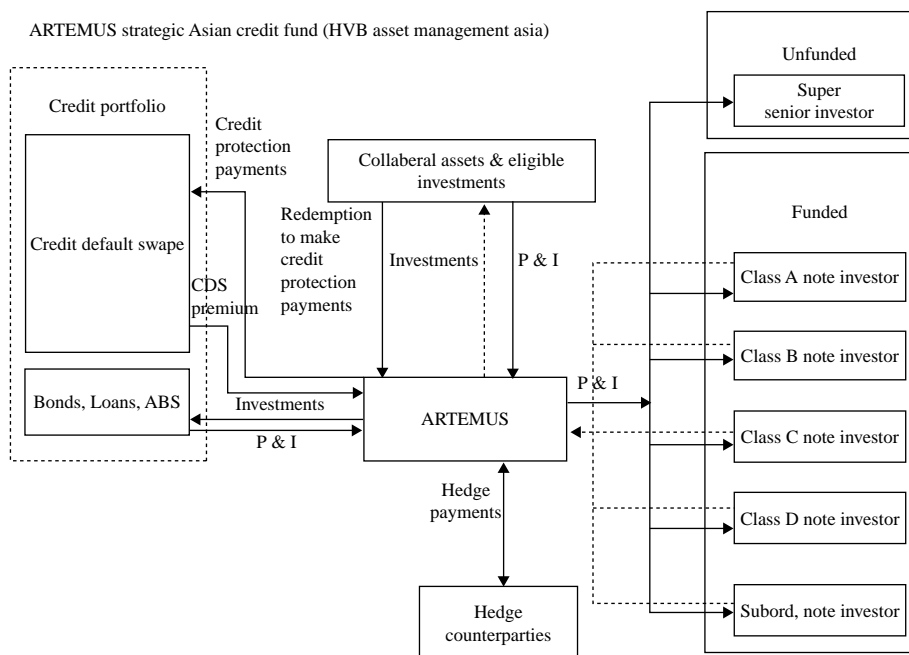 ARTEMUS strategic Asian credit fund (HVB asset management asia)
Credit portfolio
Credit default swape
Bonds, Loans, ABS
Credit
protection
payments
CDS
premium
Investments
P & I
Collaberal assets & eligible
investments
Redemption
to make
credit
protection
payments
Investments
P & I
ARTEMUS
P & I
Hedge
payments
Hedge
counterparties
Unfunded
Super
senior investor
Funded
Class A note investor
Class B note investor
Class C note investor
Class D note investor
Subord, note investor